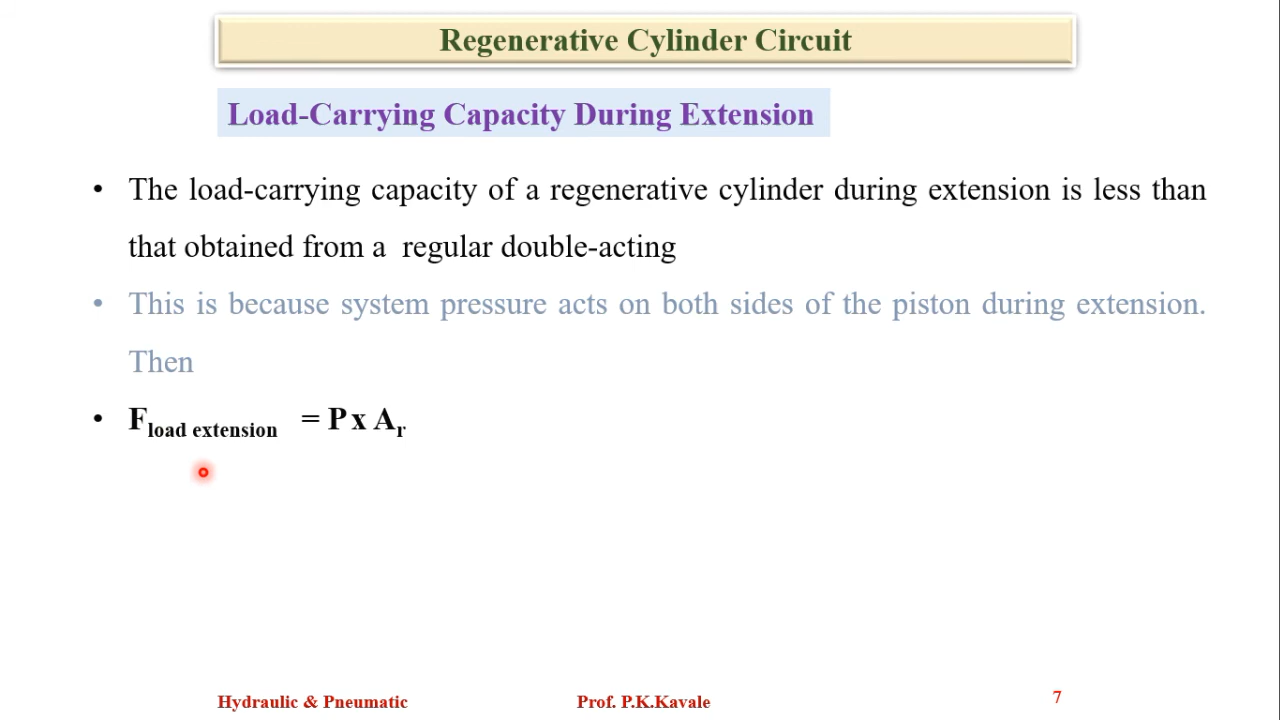 Regenerative Cylinder Circuit
Load-Carrying Capacity During Extension
• The load-carrying capacity of a regenerative cylinder during extension is less than
that obtained from a regular double-acting
• This is because system pressure acts on both sides of the piston during extension.
Then
• F load extension = P x A r
Hydraulic & Pneumatic Prof. P.K.Kavale 7